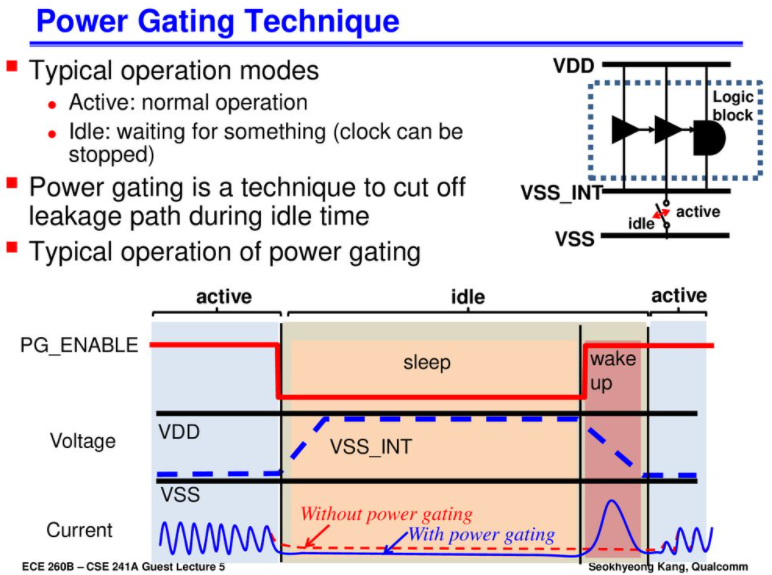 Power Gating Technique
Typical operation modes
Active: normal operation
Idle: waiting for something (clock can be
stopped)
Power gating is a technique to cut off
leakage path during idle time
Typical operation of power gating
VDD
Logic
block
VSS_INT
active
idle
VSS
active
idle
active
PG_ENABLE
sleep
wake
up
Voltage
VDD
VSS_INT
VSS
Current
Without power gating
With power gating
ECE 260B – CSE 241A Guest Lecture 5
Seokhyeong Kang, Qualcomm